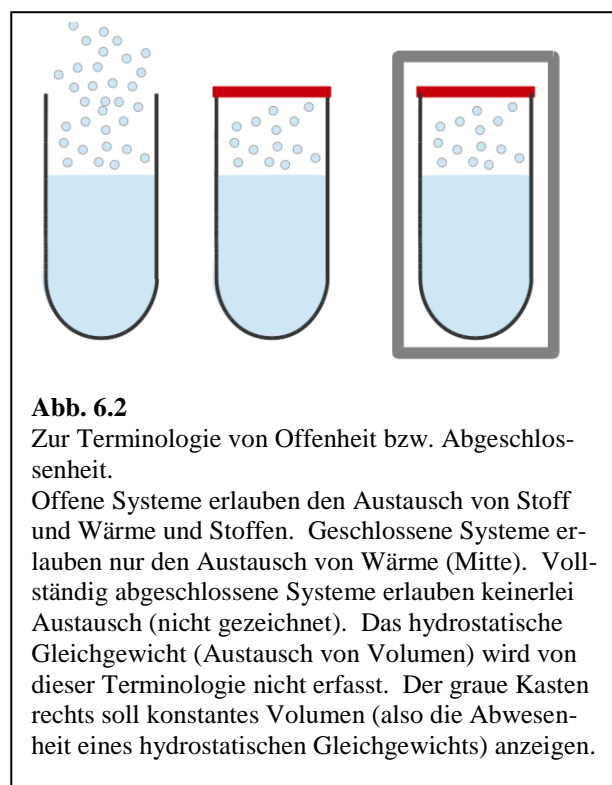 Abb. 6.2
Zur Terminologie von Offenheit bzw. Abgeschlos-
senheit.
Offene Systeme erlauben den Austausch von Stoff
und Wärme und Stoffen.  Geschlossene Systeme er-
lauben nur den Austausch von Wärme (Mitte).  Voll-
ständig abgeschlossene Systeme erlauben keinerlei
Austausch (nicht gezeichnet).  Das hydrostatische
Gleichgewicht (Austausch von Volumen) wird von
dieser Terminologie nicht erfasst.  Der graue Kasten
rechts soll konstantes Volumen (also die Abwesen-
heit eines hydrostatischen Gleichgewichts) anzeigen.